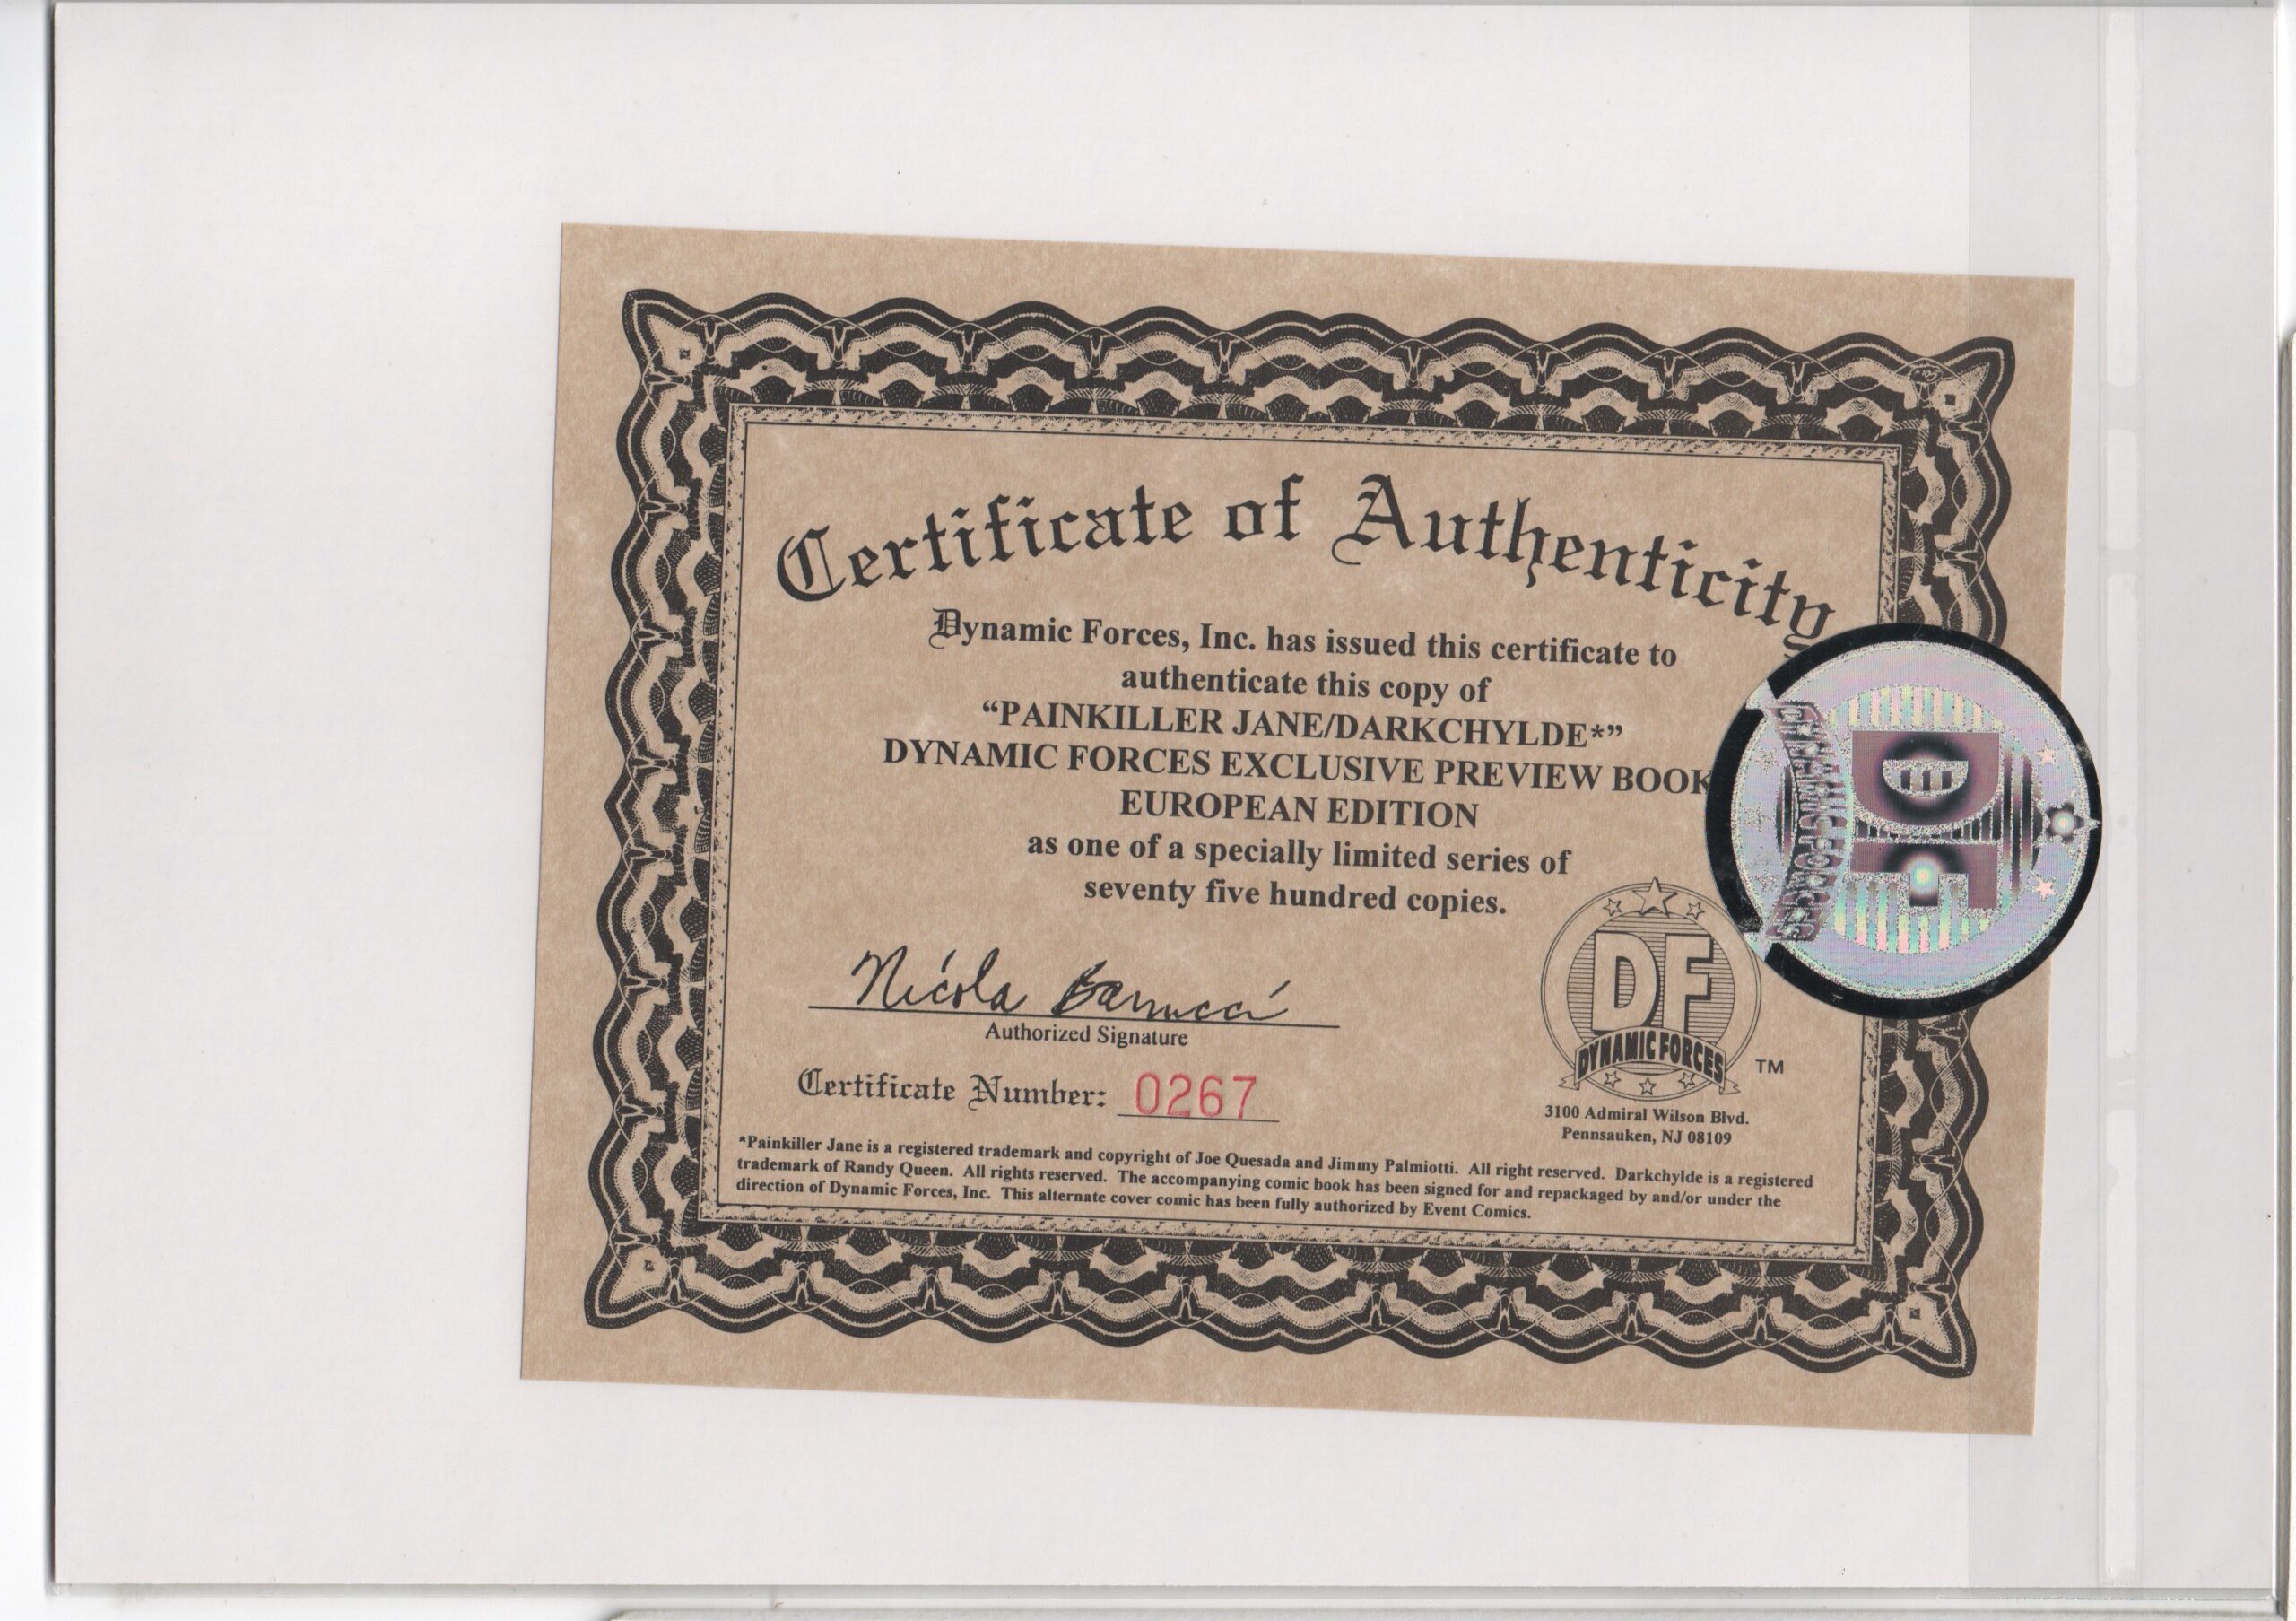 Certificate of Authenticity
Dynamic Forces, Inc. has issued this certificate to
authenticate this copy of
“PAINKILLER JANE/DARKCHYLDE*”
DYNAMIC FORCES EXCLUSIVE PREVIEW BOOK
EUROPEAN EDITION
as one of a specially limited series of
seventy five hundred copies.
Nicola Barrucci
Authorized Signature
Certificate Number: 0267
DF
DYNAMIC FORCES
TM
3100 Admiral Wilson Blvd.
Pennsauken, NJ 08109
*Painkiller Jane is a registered trademark and copyright of Joe Quesada and Jimmy Palmiotti. All right reserved. Darkchylde is a registered
trademark of Randy Queen. All rights reserved. The accompanying comic book has been signed for and repackaged by and/or under the
direction of Dynamic Forces, Inc. This alternate cover comic has been fully authorized by Event Comics.
DF
DYNAMIC FORCES